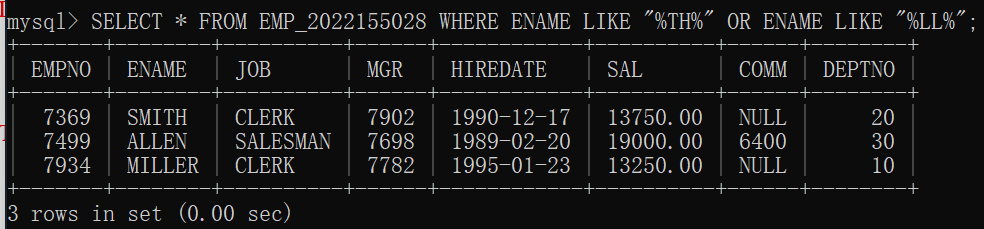 mysql> SELECT * FROM EMP_2022155028 WHERE ENAME LIKE "%TH%" OR ENAME LIKE "%LL%";
+-------+--------+----------+------+------------+----------+------+--------+
| EMPNO | ENAME | JOB | MGR | HIREDATE | SAL | COMM | DEPTNO |
+-------+--------+----------+------+------------+----------+------+--------+
| 7369 | SMITH | CLERK | 7902 | 1990-12-17 | 13750.00 | NULL | 20 |
| 7499 | ALLEN | SALESMAN | 7698 | 1989-02-20 | 19000.00 | 6400 | 30 |
| 7934 | MILLER | CLERK | 7782 | 1995-01-23 | 13250.00 | NULL | 10 |
+-------+--------+----------+------+------------+----------+------+--------+
3 rows in set (0.00 sec)